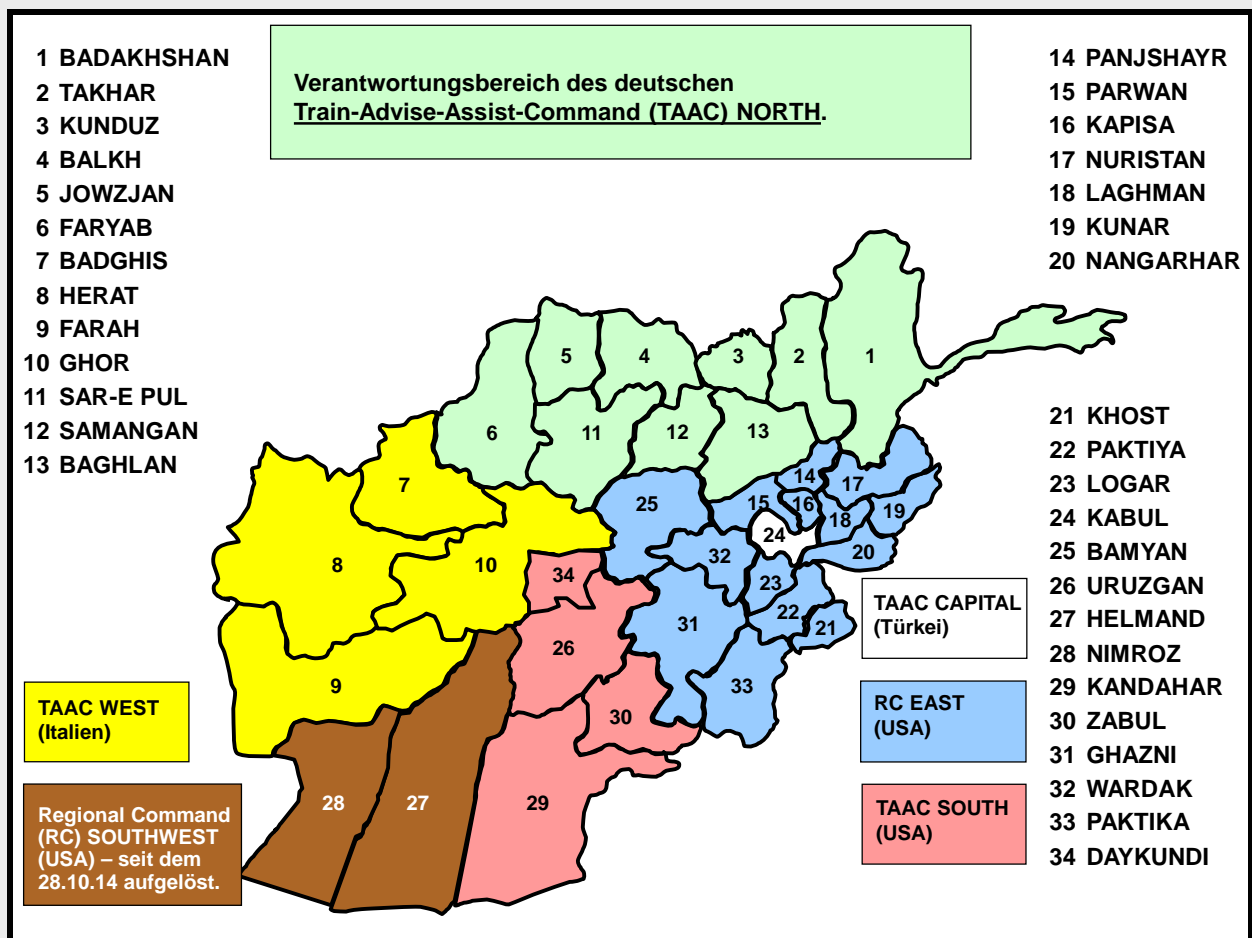 1 BADAKHSHAN
2 TAKHAR
3 KUNDUZ
4 BALKH
5 JOWZJAN
6 FARYAB
7 BADGHIS
8 HERAT
9 FARAH
10 GHOR
11 SAR-E PUL
12 SAMANGAN
13 BAGHLAN
Verantwortungsbereich des deutschen
Train-Advise-Assist-Command (TAAC) NORTH.
14 PANJSHAYR
15 PARWAN
16 KAPISA
17 NURISTAN
18 LAGHMAN
19 KUNAR
20 NANGARHAR
21 KHOST
22 PAKTIYA
23 LOGAR
24 KABUL
25 BAMYAN
26 URUZGAN
27 HELMAND
28 NIMROZ
29 KANDAHAR
30 ZABUL
31 GHAZNI
32 WARDAK
33 PAKTIKA
34 DAYKUNDI
5
4
3
2
1
6
11
12
13
7
25
14
17
15
16
19
18
24
20
8
10
34
32
23
22
21
31
26
33
9
30
28
27
29
TAAC WEST
(Italien)
Regional Command
(RC) SOUTHWEST
(USA) – seit dem
28.10.14 aufgelöst.
TAAC CAPITAL
(Türkei)
RC EAST
(USA)
TAAC SOUTH
(USA)